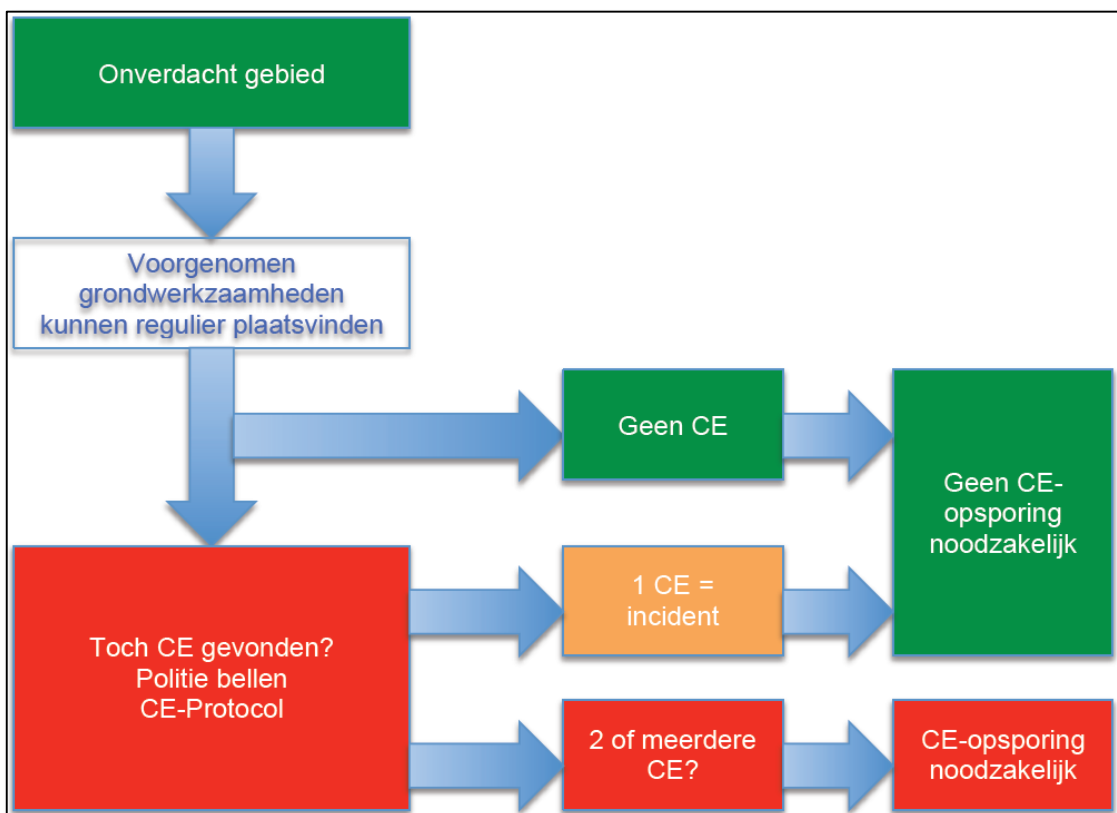 Onverdacht gebied
Voorgenomen
grondwerkzaamheden
kunnen regulier plaatsvinden
Geen CE
Geen CE-
opsporing
noodzakelijk
Toch CE gevonden?
Politie bellen
CE-Protocol
1 CE =
incident
2 of meerdere
CE?
CE-opsporing
noodzakelijk